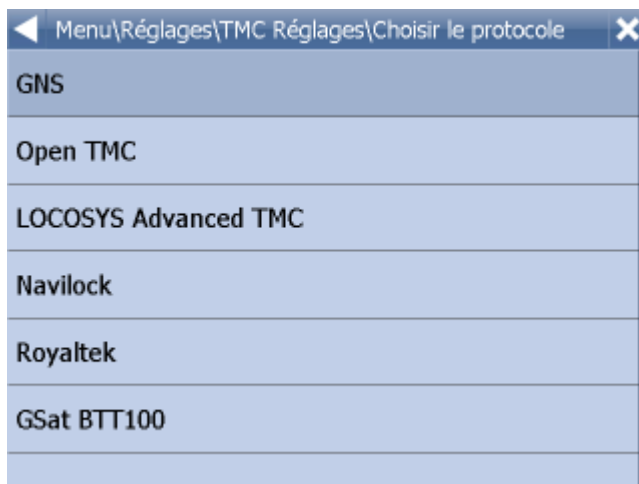 Menu\Réglages\TMC Réglages\Choisir le protocole
GNS
Open TMC
LOCOSYS Advanced TMC
Navilock
Royaltek
GSat BTT100